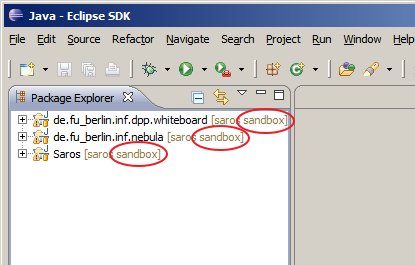 Java - Eclipse SDK
File Edit Source Refactor Navigate Search Project Run Window Help
Package Explorer
de.fu_berlin.inf.dpp.whiteboard [saros sandbox]
de.fu_berlin.inf.nebula [saros sandbox]
Saros [saros sandbox]